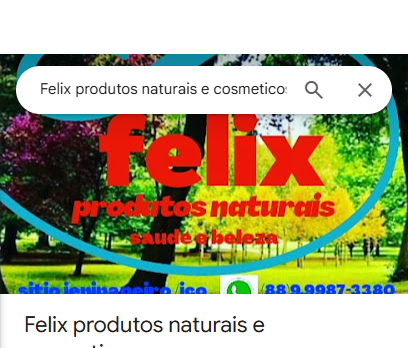 Felix produtos naturais e cosmeticos
felix
produtos naturais
saude e beleza
sitio jenipapeiro /ico 88 9.9987-3380
Felix produtos naturais e